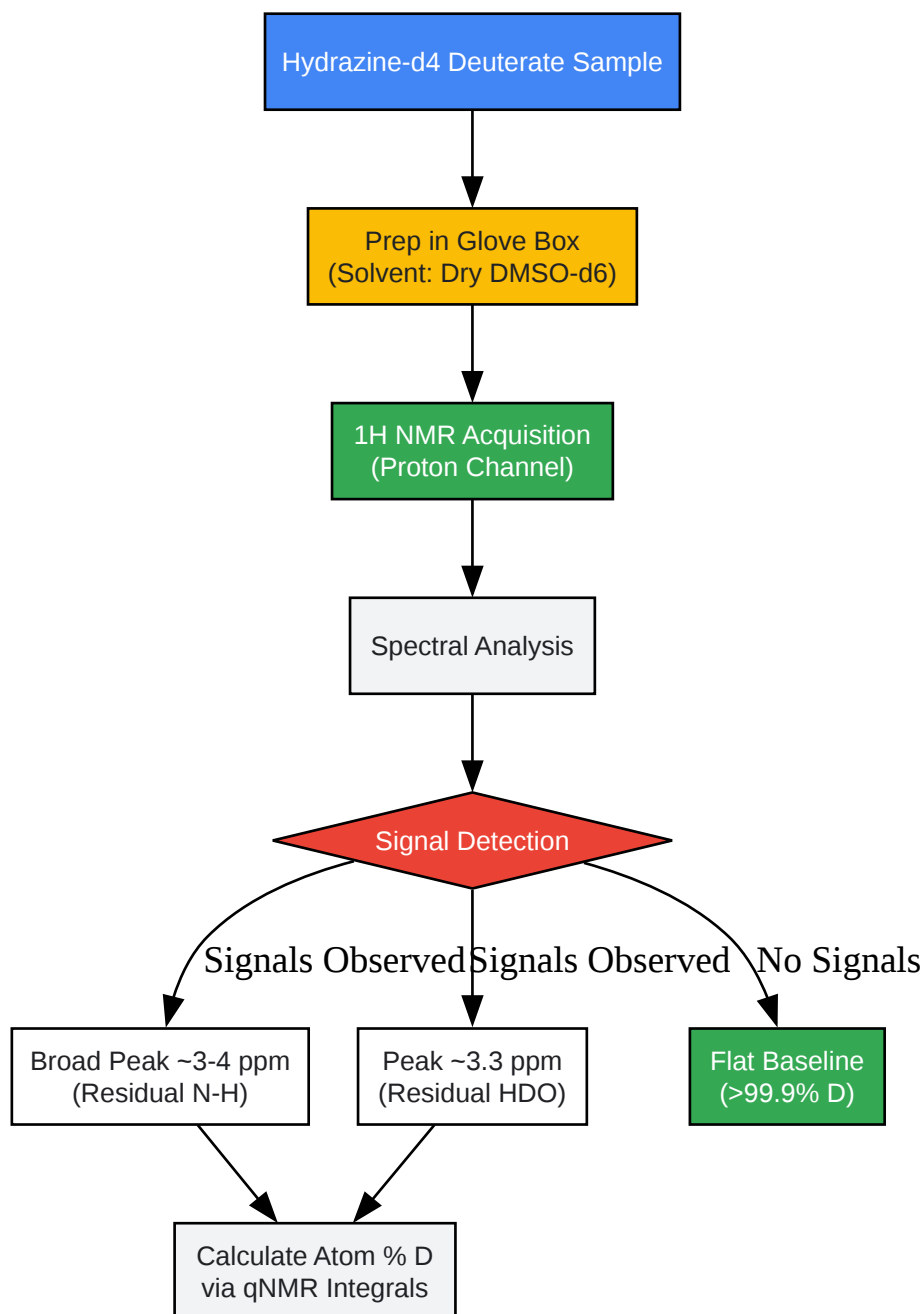 Hydrazine-d4 Deuterate Sample
Prep in Glove Box
(Solvent: Dry DMSO-d6)
1H NMR Acquisition
(Proton Channel)
Spectral Analysis
Signal Detection
Signals Observed
Signals Observed
No Signals
Broad Peak ~3-4 ppm
(Residual N-H)
Peak ~3.3 ppm
(Residual HDO)
Flat Baseline
(>99.9% D)
Calculate Atom % D
via qNMR Integrals